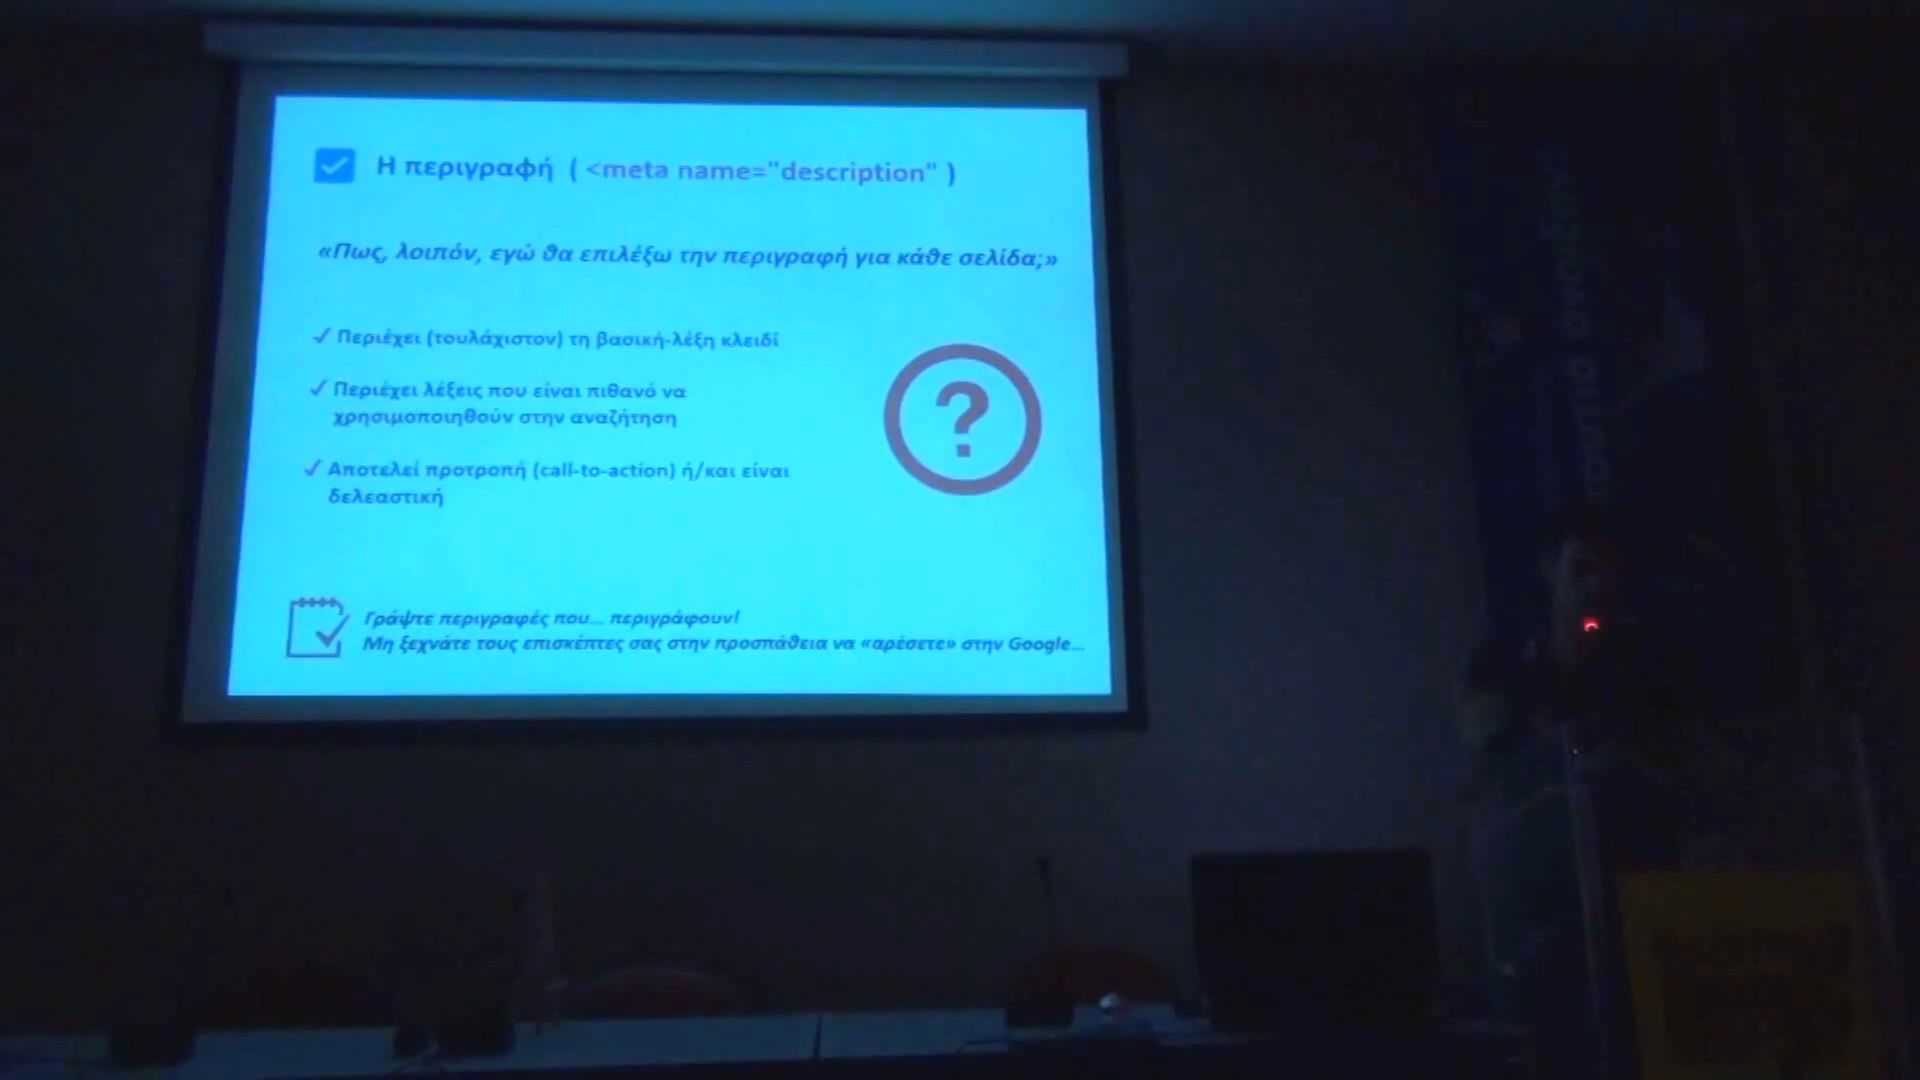 Η περιγραφή ( <meta name="description" )
«Πως, λοιπόν, εγώ θα επιλέξω την περιγραφή για κάθε σελίδα;»
✓ Περιέχει (τουλάχιστον) τη βασική-λέξη κλειδί
✓ Περιέχει λέξεις που είναι πιθανό να
χρησιμοποιηθούν στην αναζήτηση
✓ Αποτελεί προτροπή (call-to-action) ή/και είναι
δελεαστική
?
Γράψτε περιγραφές που... περιγράφουν!
Μη ξεχνάτε τους επισκέπτες σας στην προσπάθεια να «αρέσετε» στην Google...